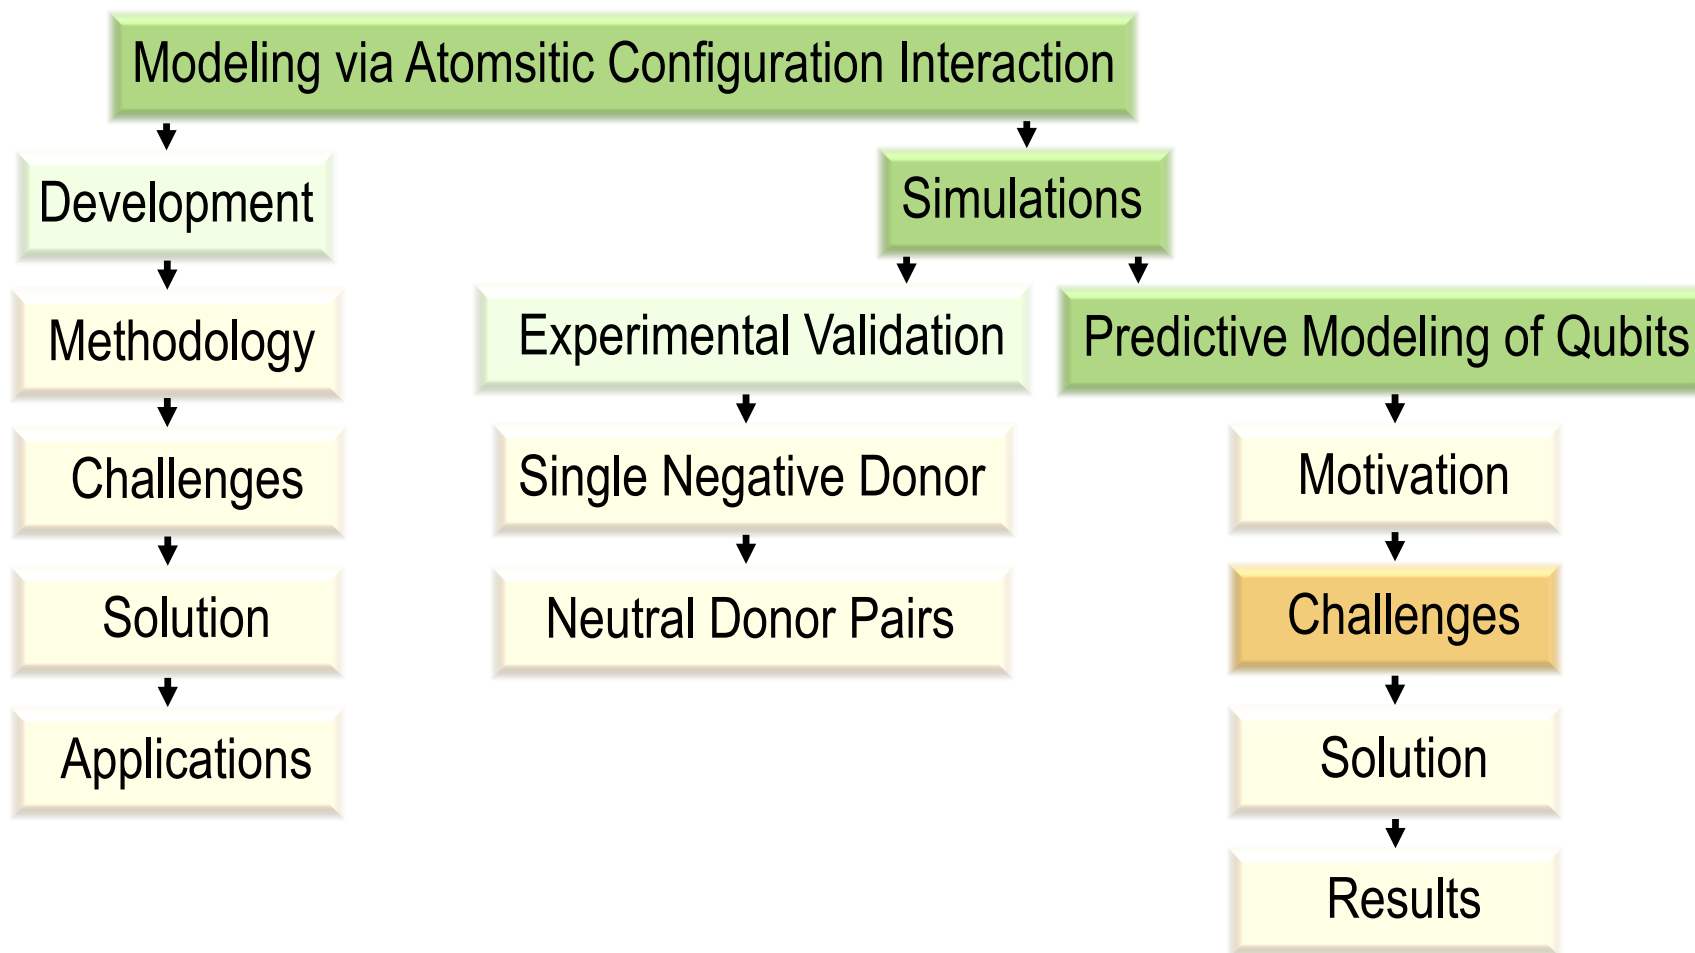 Modeling via Atomsitic Configuration Interaction
Development
Simulations
Methodology
Experimental Validation
Predictive Modeling of Qubits
Challenges
Single Negative Donor
Motivation
Solution
Neutral Donor Pairs
Challenges
Applications
Solution
Results